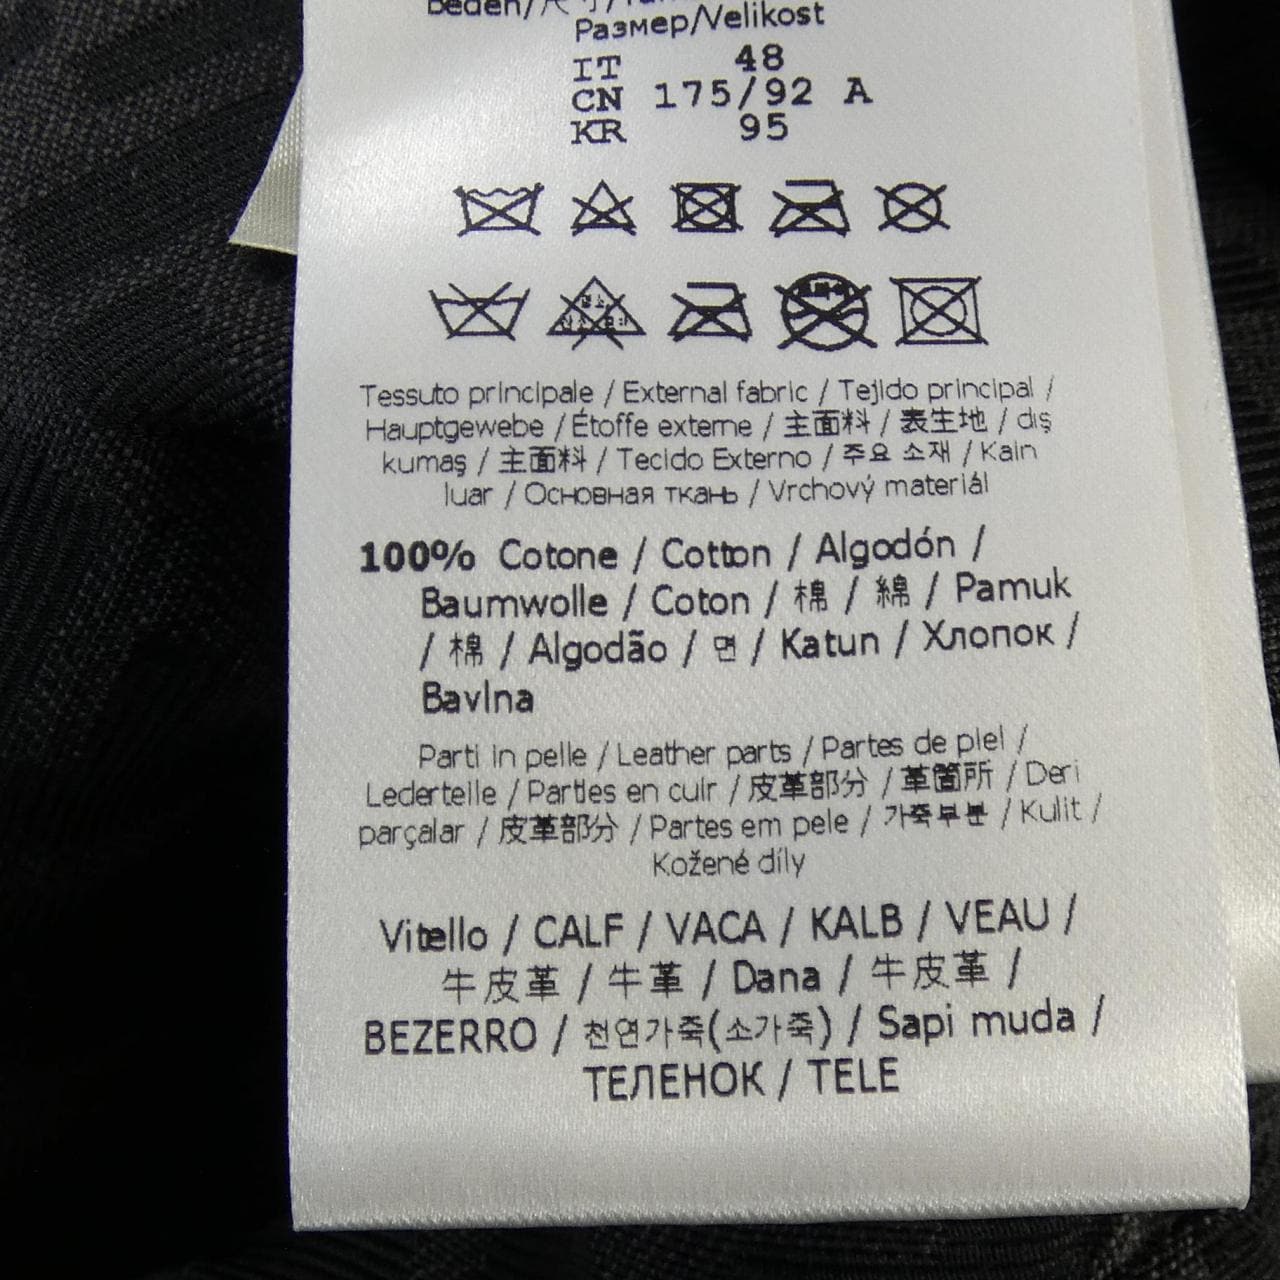 Beden/尺寸/
Размер/Velikost
IT 48
CN 175/92 A
KR 95
Tessuto principale / External fabric / Tejido principal /
Hauptgewebe / Étoffe externe / 主面料 / 表生地 / dış
kumaş / 主面料 / Tecido Externo / 주요 소재 / Kain
luar / Основная ткань / Vrchový materiál
100% Cotone / Cotton / Algodón /
Baumwolle / Coton / 棉 / 綿 / Pamuk
/ 棉 / Algodão / 면 / Katun / Хлопок /
Bavlna
Parti in pelle / Leather parts / Partes de piel /
Lederteile / Parties en cuir / 皮革部分 / 革箇所 / Deri
parçalar / 皮革部分 / Partes em pele / 가죽부분 / Kulit /
Kožené díly
Vitello / CALF / VACA / KALB / VEAU /
牛皮革 / 牛革 / Dana / 牛皮革 /
BEZERRO / 천연가죽(소가죽) / Sapi muda /
ТЕЛЕНОК / TELE